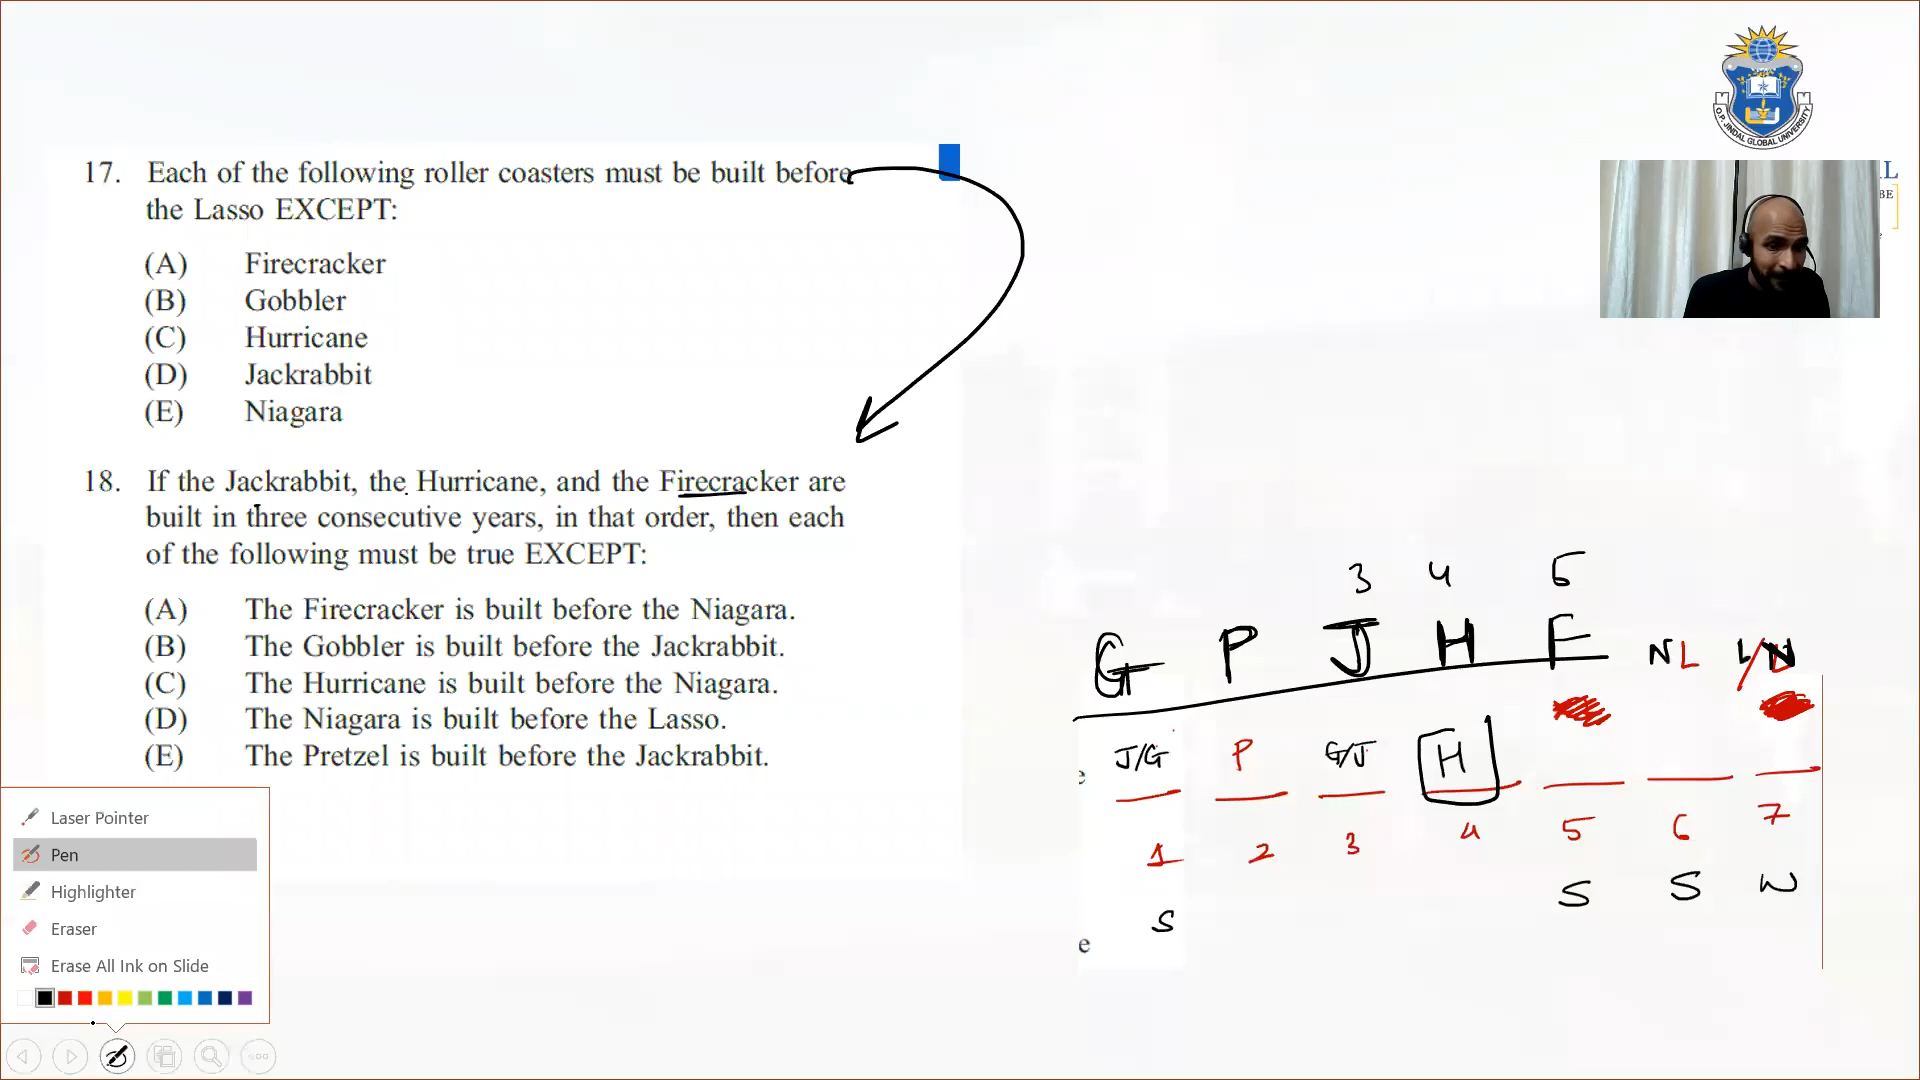 O.P. JINDAL GLOBAL UNIVERSITY
17. Each of the following roller coasters must be built before
the Lasso EXCEPT:
(A) Firecracker
(B) Gobbler
(C) Hurricane
(D) Jackrabbit
(E) Niagara
18. If the Jackrabbit, the Hurricane, and the Firecracker are
built in three consecutive years, in that order, then each
of the following must be true EXCEPT:
(A) The Firecracker is built before the Niagara.
(B) The Gobbler is built before the Jackrabbit.
(C) The Hurricane is built before the Niagara.
(D) The Niagara is built before the Lasso.
(E) The Pretzel is built before the Jackrabbit.
3 4 5
G P J H F N L L/N
J/G P G/J H
1 2 3 4 5 6 7
S S S W
e
e
L
BE
Laser Pointer
Pen
Highlighter
Eraser
Erase All Ink on Slide